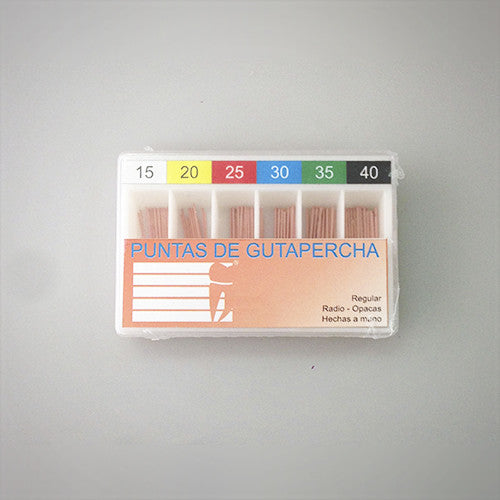 15 20 25 30 35 40
PUNTAS DE GUTAPERCHA
®
Regular
Radio - Opacas
Hechas a mano